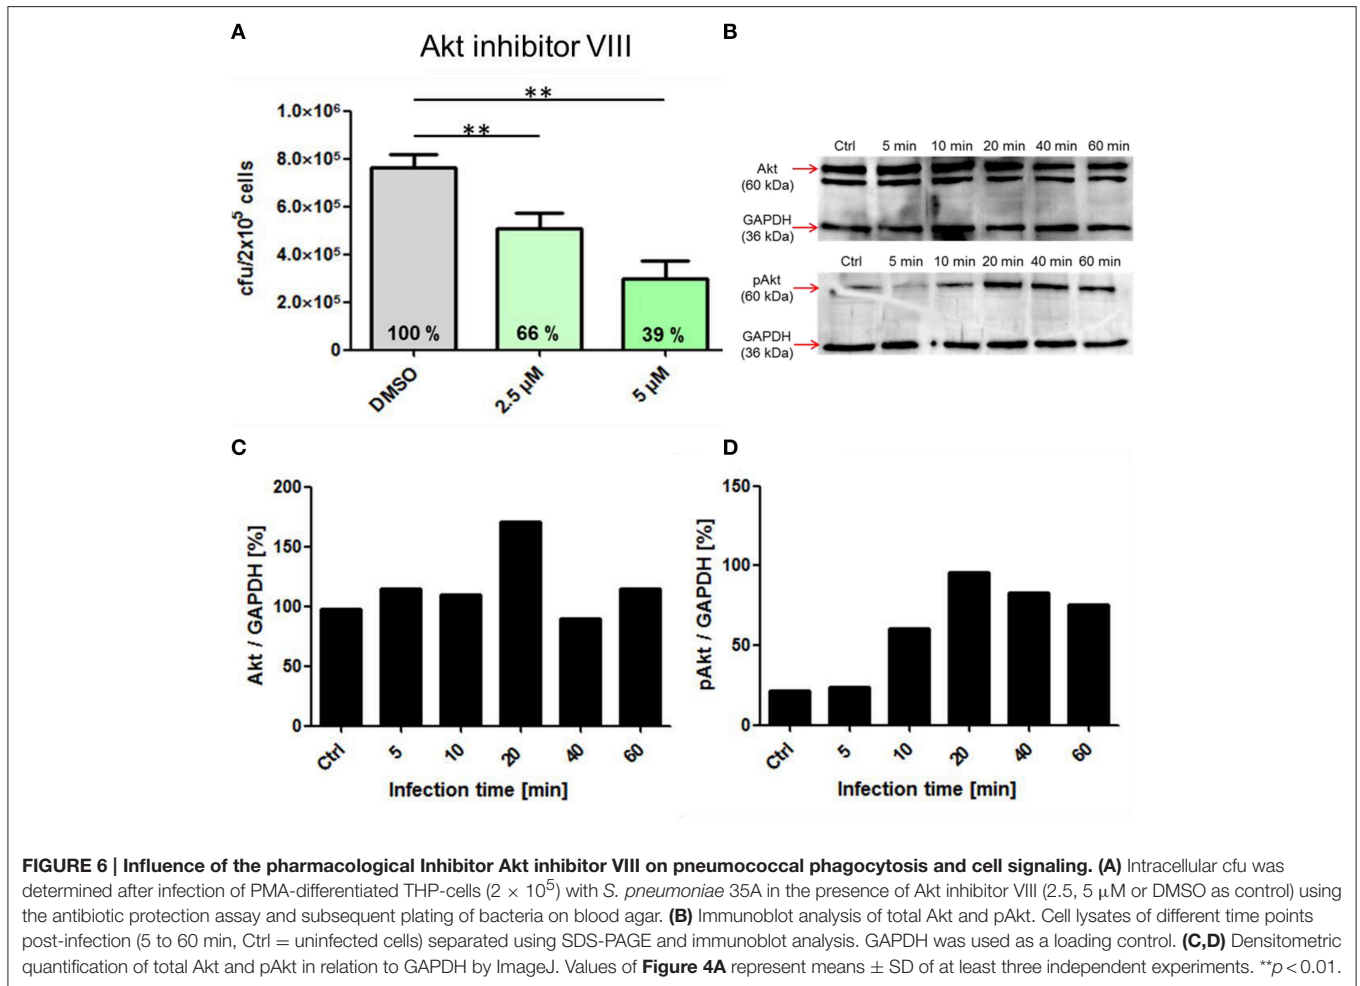 A
Akt inhibitor VIII
**
**
1.0×10⁶
8.0×10⁵
6.0×10⁵
4.0×10⁵
2.0×10⁵
0
cfu/2x10⁵ cells
100 %
66 %
39 %
DMSO
2.5 µM
5 µM
B
Ctrl 5 min 10 min 20 min 40 min 60 min
Akt
(60 kDa)
GAPDH
(36 kDa)
Ctrl 5 min 10 min 20 min 40 min 60 min
pAkt
(60 kDa)
GAPDH
(36 kDa)
C
200
150
100
50
0
Akt / GAPDH [%]
Ctrl 5 10 20 40 60
Infection time [min]
D
150
100
50
0
pAkt / GAPDH [%]
Ctrl 5 10 20 40 60
Infection time [min]
FIGURE 6 | Influence of the pharmacological Inhibitor Akt inhibitor VIII on pneumococcal phagocytosis and cell signaling. (A) Intracellular cfu was
determined after infection of PMA-differentiated THP-cells (2 × 10⁵) with S. pneumoniae 35A in the presence of Akt inhibitor VIII (2.5, 5 µM or DMSO as control) using
the antibiotic protection assay and subsequent plating of bacteria on blood agar. (B) Immunoblot analysis of total Akt and pAkt. Cell lysates of different time points
post-infection (5 to 60 min, Ctrl = uninfected cells) separated using SDS-PAGE and immunoblot analysis. GAPDH was used as a loading control. (C,D) Densitometric
quantification of total Akt and pAkt in relation to GAPDH by ImageJ. Values of Figure 4A represent means ± SD of at least three independent experiments. **p < 0.01.